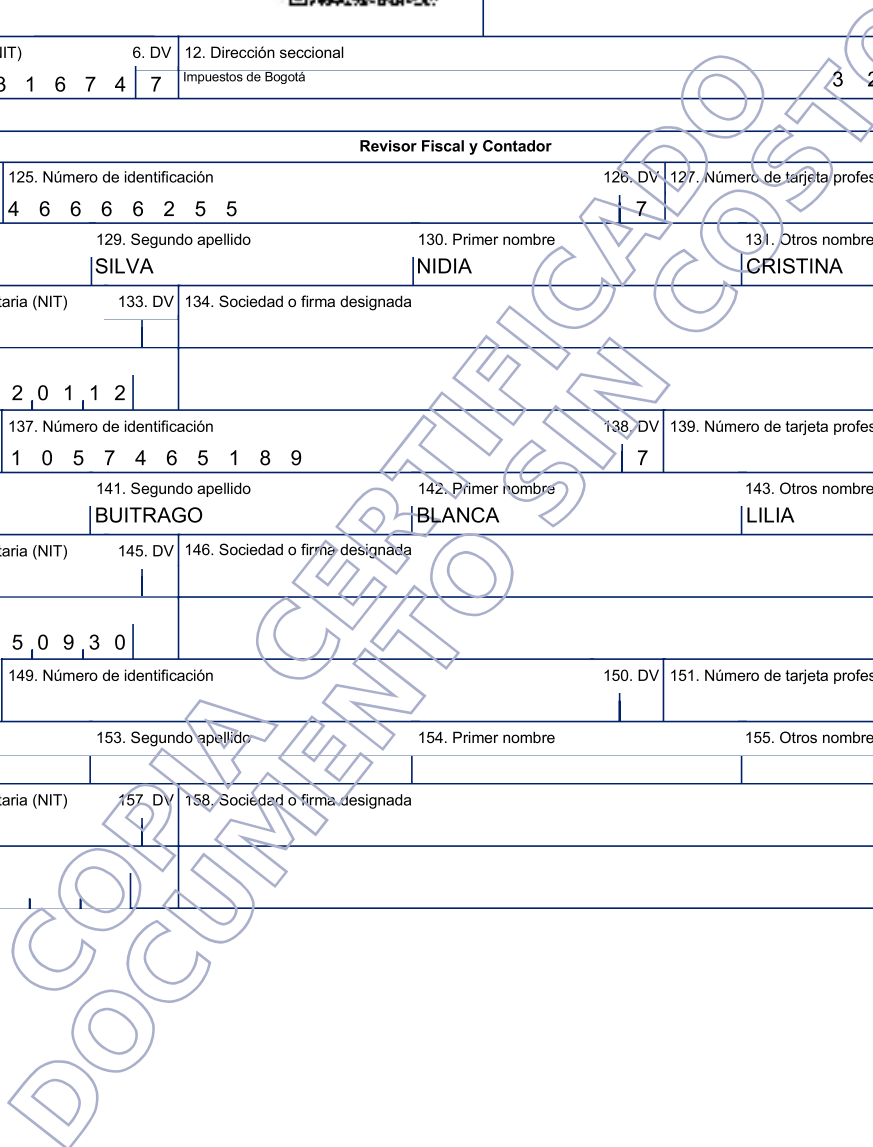 IIT) 6. DV 12. Dirección seccional
3 1 6 7 4 7 Impuestos de Bogotá 3 2
Revisor Fiscal y Contador
125. Número de identificación 126. DV 127. Número de tarjeta profes
4 6 6 6 6 2 5 5 7
129. Segundo apellido 130. Primer nombre 131. Otros nombre
SILVA NIDIA CRISTINA
taria (NIT) 133. DV 134. Sociedad o firma designada
2 0 1 1 2
137. Número de identificación 138. DV 139. Número de tarjeta profes
1 0 5 7 4 6 5 1 8 9 7
141. Segundo apellido 142. Primer nombre 143. Otros nombre
BUITRAGO BLANCA LILIA
taria (NIT) 145. DV 146. Sociedad o firma designada
5 0 9 3 0
149. Número de identificación 150. DV 151. Número de tarjeta profes
153. Segundo apellido 154. Primer nombre 155. Otros nombre
taria (NIT) 157. DV 158. Sociedad o firma designada
COPIA CERTIFICADO
DOCUMENTO SIN COSTO